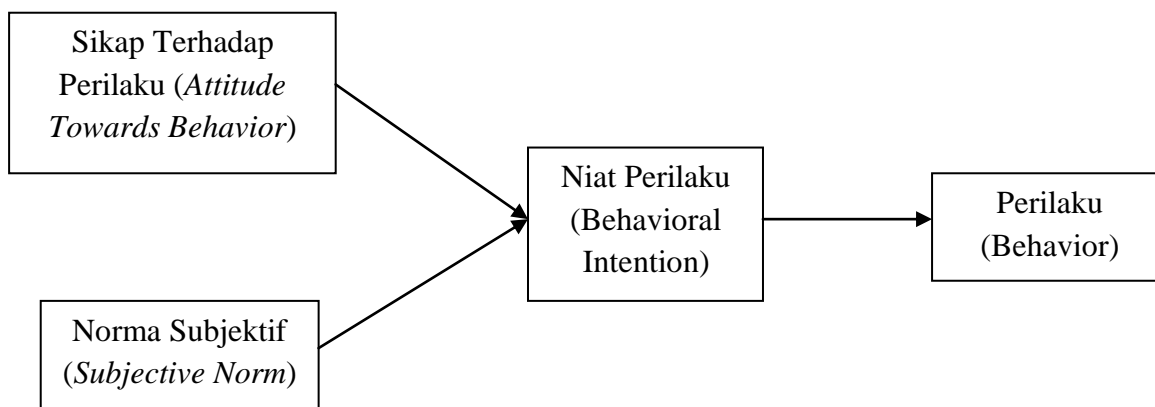 Sikap Terhadap
Perilaku (Attitude
Towards Behavior)
Niat Perilaku
(Behavioral
Intention)
Perilaku
(Behavior)
Norma Subjektif
(Subjective Norm)